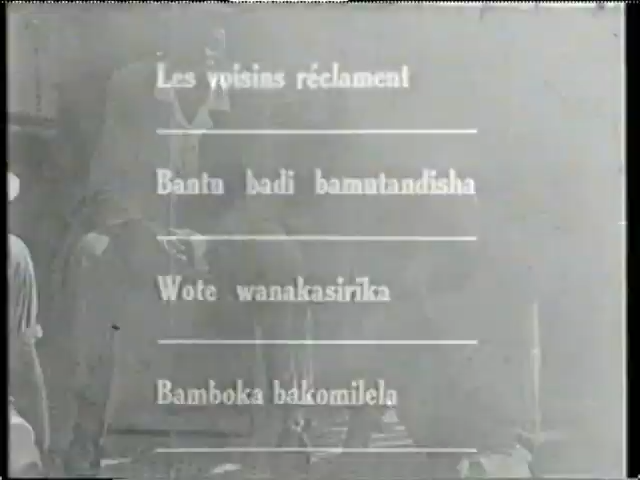 Les voisins réclament
Bantu badi bamutandisha
Wote wanakasirika
Bamboka bakomilela